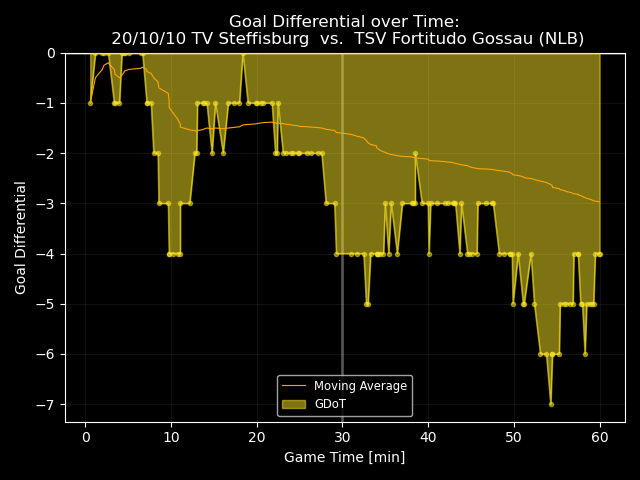 Goal Differential over Time:
20/10/10 TV Steffisburg  vs.  TSV Fortitudo Gossau (NLB)
0
−1
−2
−3
−4
−5
−6
−7
Goal Differential
Moving Average
GDoT
0 10 20 30 40 50 60
Game Time [min]